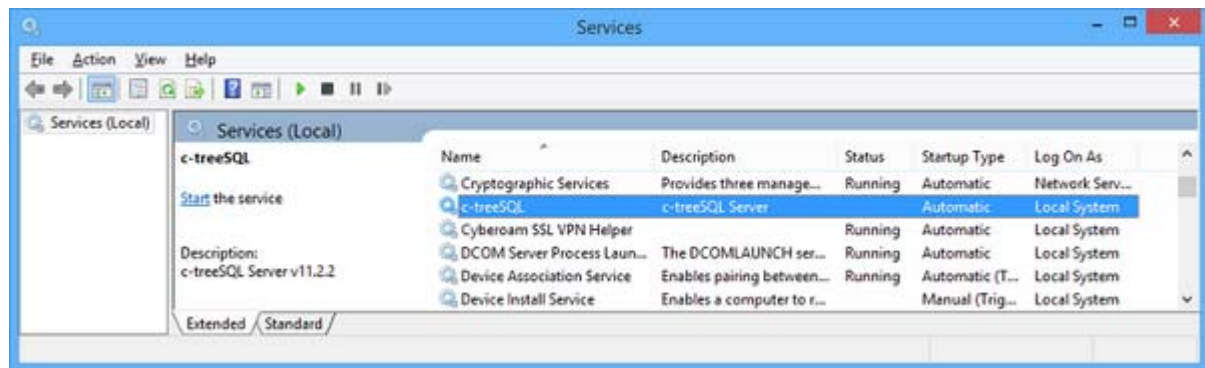 Services
File Action View Help
Services (Local)
Services (Local)
c-treeSQL
Start the service
Description:
c-treeSQL Server v11.2.2
Name Description Status Startup Type Log On As
Cryptographic Services Provides three manage... Running Automatic Network Serv...
c-treeSQL c-treeSQL Server Automatic Local System
Cyberoam SSL VPN Helper Running Automatic Local System
DCOM Server Process Laun... The DCOMLAUNCH ser... Running Automatic Local System
Device Association Service Enables pairing between... Running Automatic (T... Local System
Device Install Service Enables a computer to r... Manual (Trig... Local System
Extended Standard